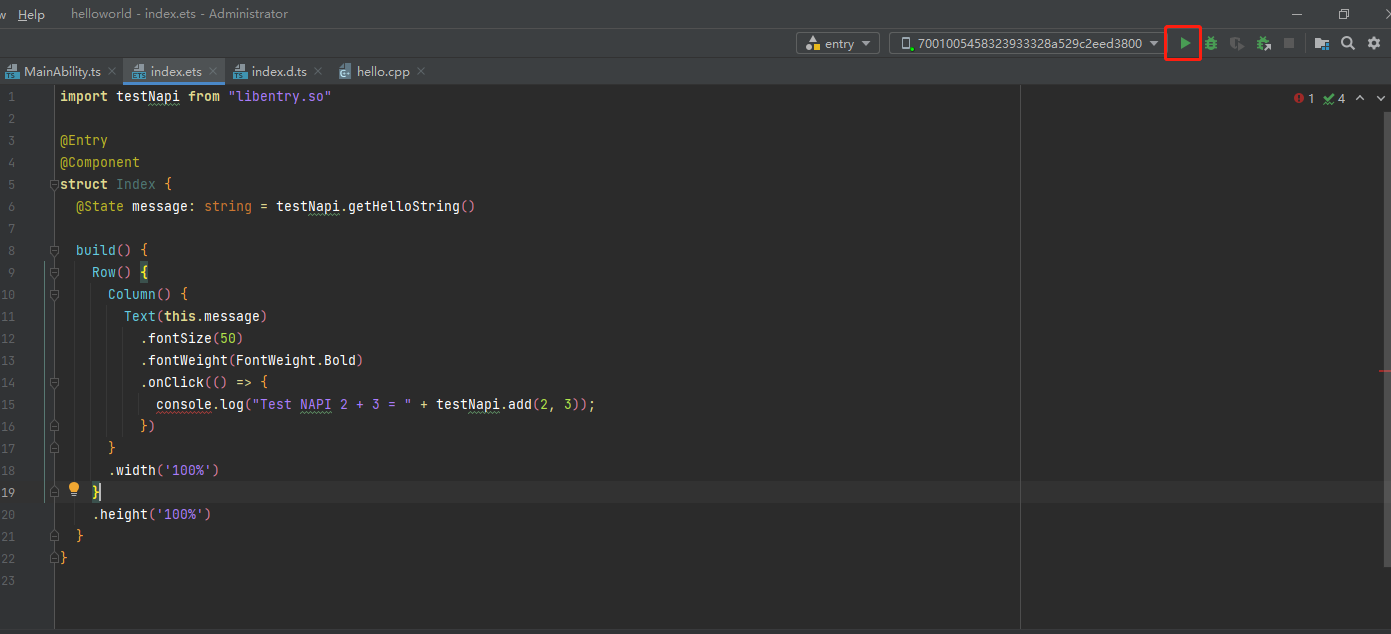 w Help helloworld - index.ets - Administrator
entry 7001005458323933328a529c2eed3800
MainAbility.ts index.ets index.d.ts hello.cpp
1 import testNapi from "libentry.so" 1 4
2
3 @Entry
4 @Component
5 struct Index {
6 @State message: string = testNapi.getHelloString()
7
8 build() {
9 Row() {
10 Column() {
11 Text(this.message)
12 .fontSize(50)
13 .fontWeight(FontWeight.Bold)
14 .onClick(() => {
15 console.log("Test NAPI 2 + 3 = " + testNapi.add(2, 3));
16 })
17 }
18 .width('100%')
19 }
20 .height('100%')
21 }
22 }
23